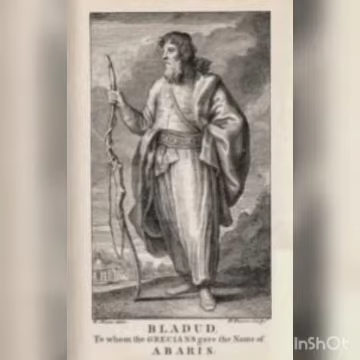 BLADUD,
To whom the GRECIANS gave the Name of
ABARIS.
InShOt